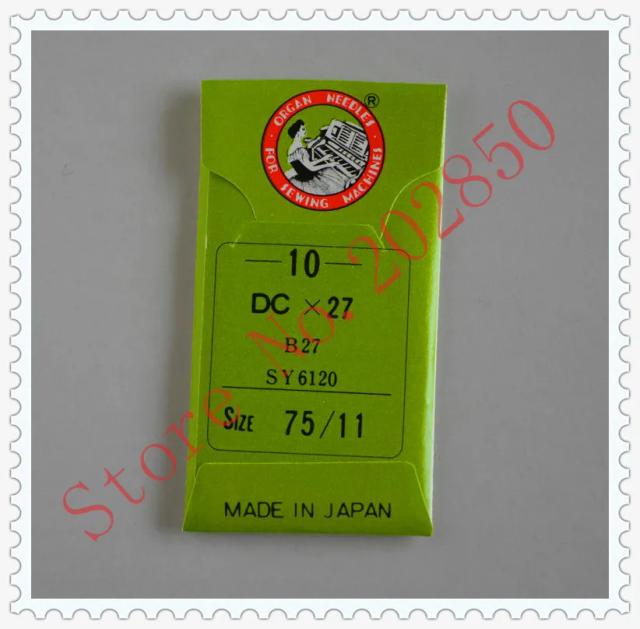 ORGAN NEEDLES
®
FOR SEWING MACHINES
10
DC × 27
B27
SY6120
SIZE 75/11
MADE IN JAPAN
Store No. 202850